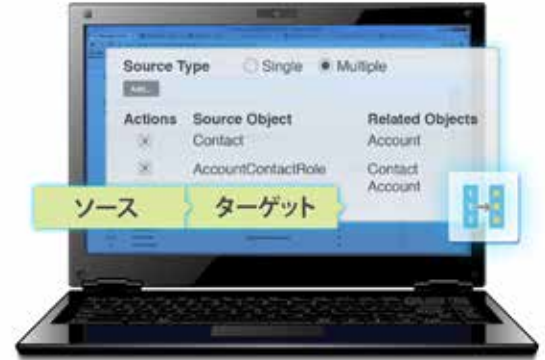 Source Type Single Multiple
Add...
Actions Source Object Related Objects
Contact Account
AccountContactRole Contact
Account
ソース ターゲット